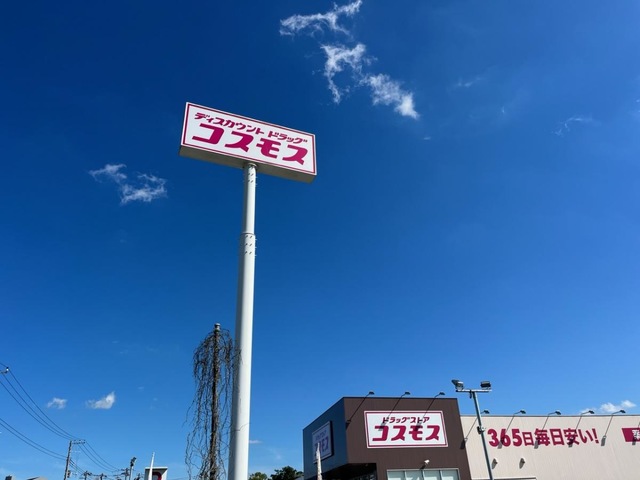 ディスカウント ドラッグ
コスモス
ドラッグストア
コスモス
365日毎日安い!